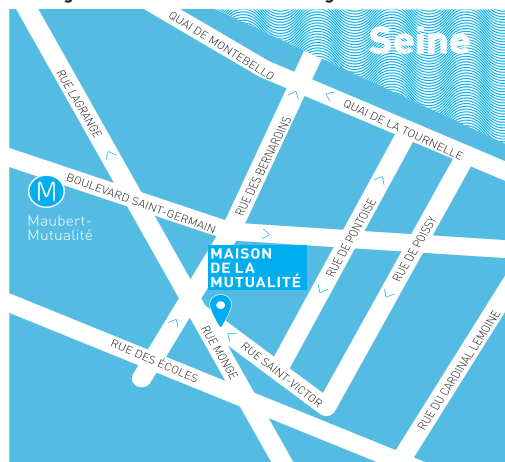 Seine
QUAI DE MONTEBELLO
QUAI DE LA TOURNELLE
RUE LAGRANGE
RUE DES BERNARDINS
M
Maubert-
Mutualité
BOULEVARD SAINT-GERMAIN
RUE DE PONTOISE
RUE DE POISSY
MAISON
DE LA
MUTUALITÉ
RUE DES ÉCOLES
RUE MONGE
RUE SAINT-VICTOR
RUE DU CARDINAL LEMOINE